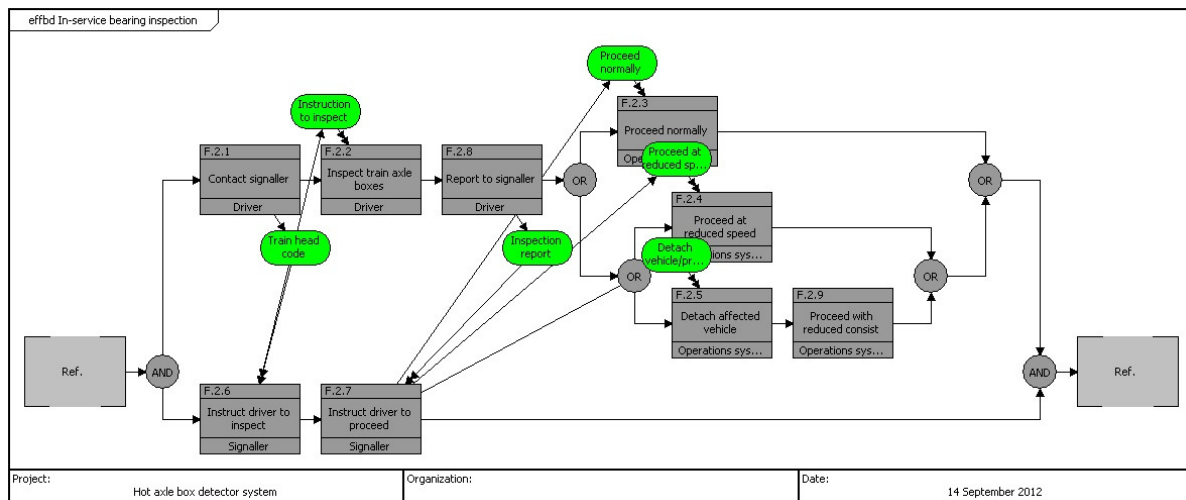 effbd In-service bearing inspection
Proceed
normally
Instruction
to inspect
F.2.3
Proceed normally
Ope
Proceed at
reduced sp...
F.2.1
Contact signaller
Driver
F.2.2
Inspect train axle
boxes
Driver
F.2.8
Report to signaller
Driver
OR
OR
F.2.4
Proceed at
reduced speed
erations sys...
Train head
code
Inspection
report
Detach
vehicle/pr...
OR
OR
F.2.5
Detach affected
vehicle
Operations sys...
F.2.9
Proceed with
reduced consist
Operations sys...
Ref.
AND
F.2.6
Instruct driver to
inspect
Signaller
F.2.7
Instruct driver to
proceed
Signaller
AND
Ref.
Project:
Hot axle box detector system
Organization:
Date:
14 September 2012